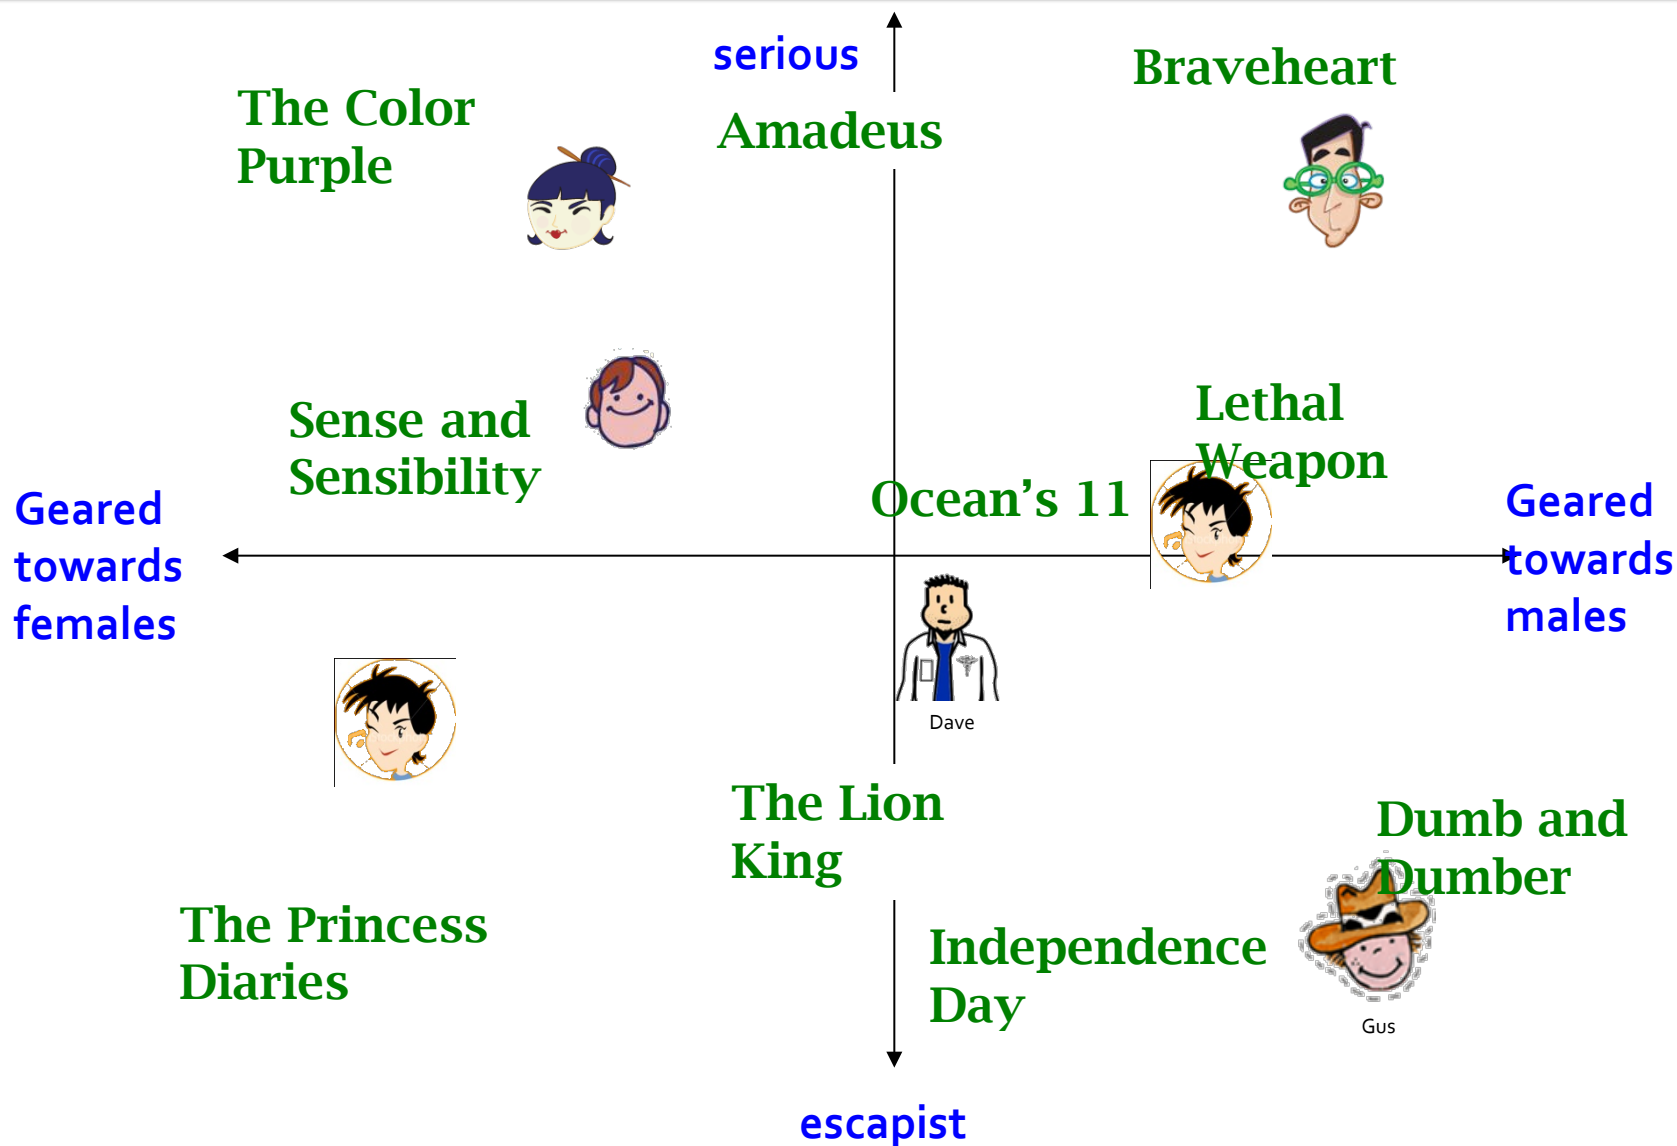 serious
Braveheart
The Color
Purple
Amadeus
Lethal
Weapon
Sense and
Sensibility
Ocean’s 11
Geared
towards
females
Geared
towards
males
Dave
The Lion
King
Dumb and
Dumber
The Princess
Diaries
Independence
Day
Gus
escapist